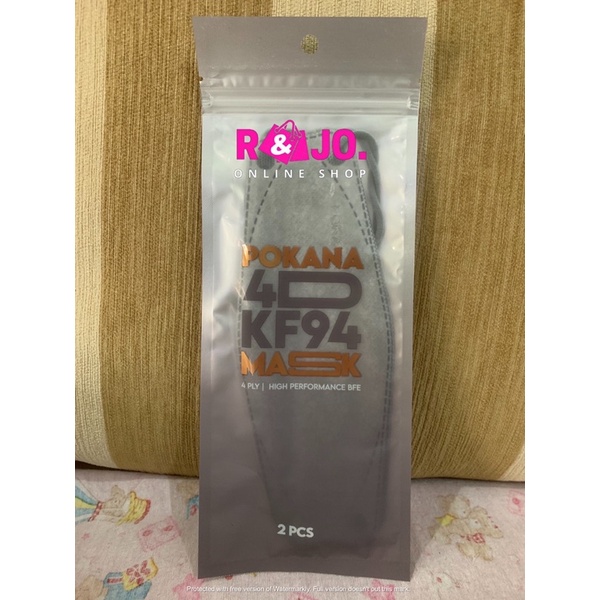 R&JO.
ONLINE SHOP
POKANA
4D
KF94
MASK
4 PLY | HIGH PERFORMANCE BFE
2 PCS
Protected with free version of Watermarkly. Full version doesn't put this mark.